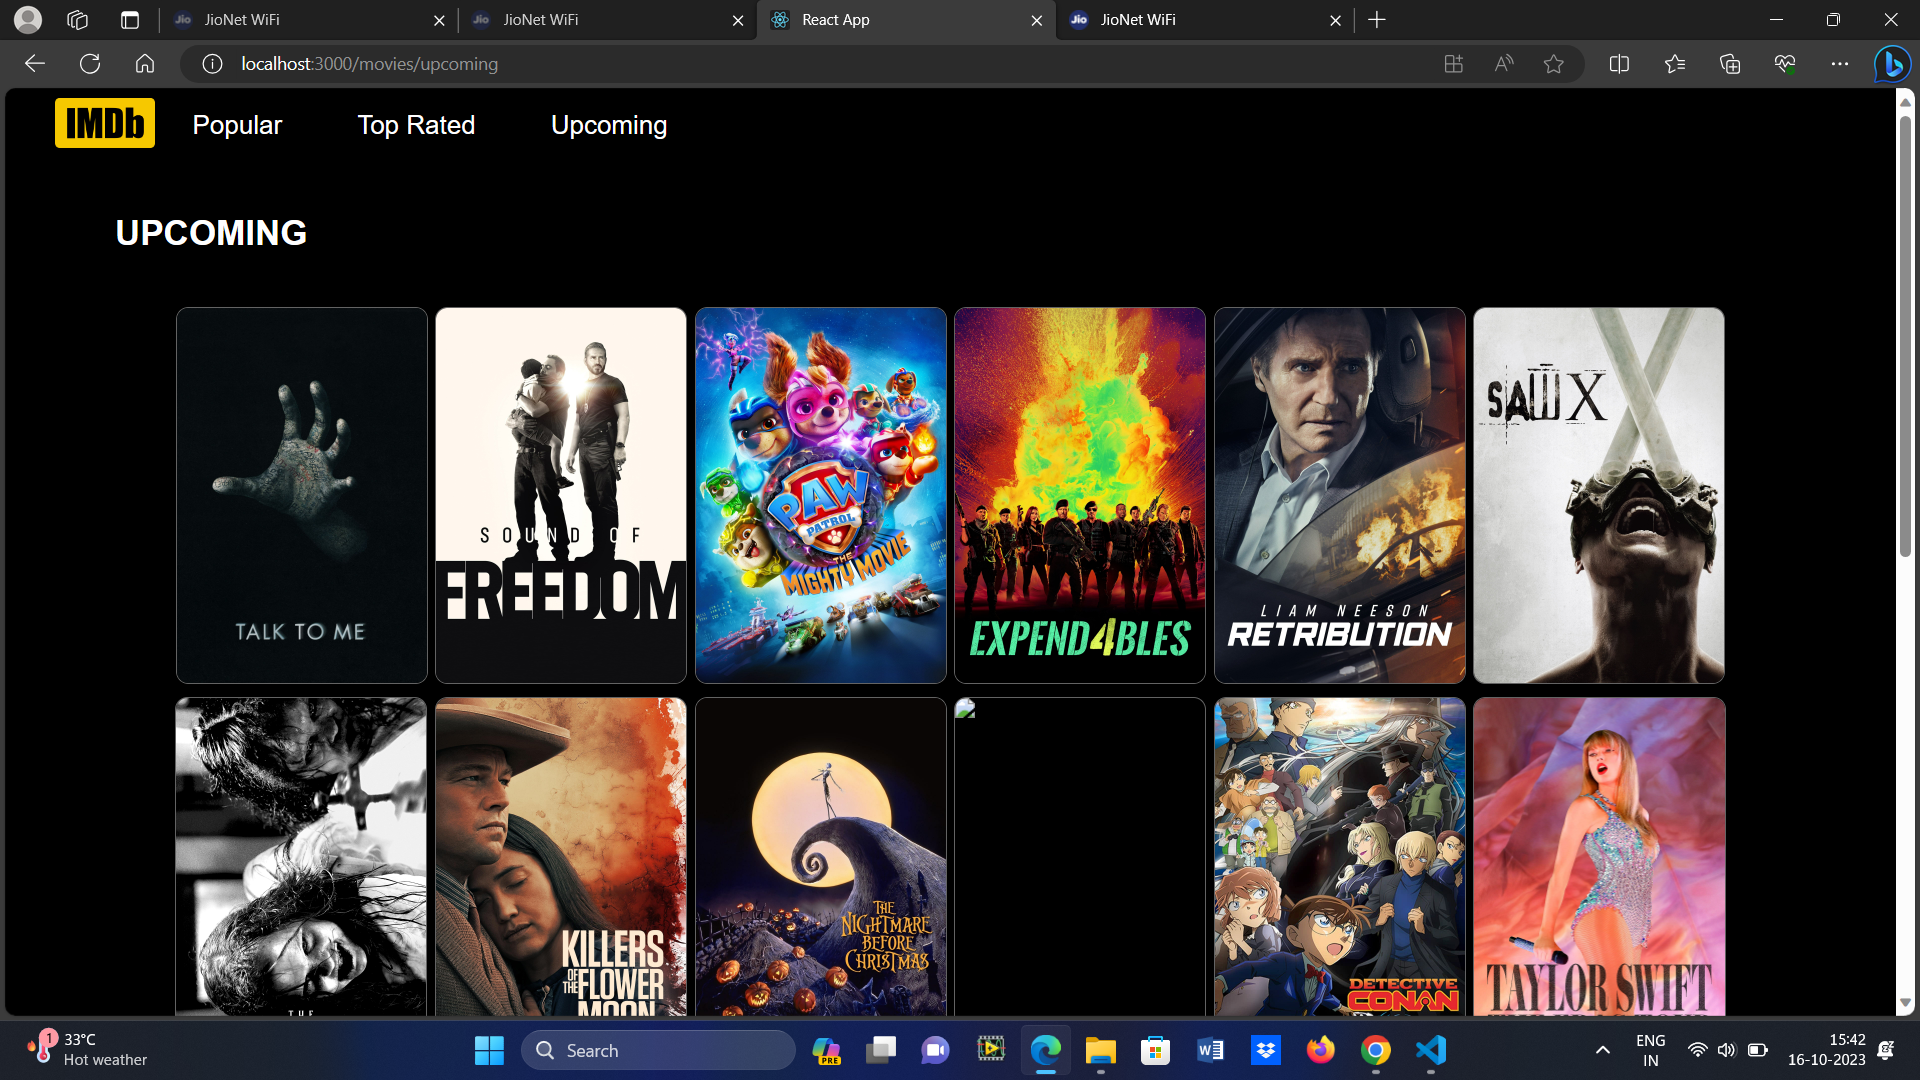 JioNet WiFi
JioNet WiFi
React App
Jio JioNet WiFi
localhost:3000/movies/upcoming
IMDb
Popular
Top Rated
Upcoming
UPCOMING
TALK TO ME
SOUND OF
FREEDOM
PAW
PATROL
THE
MIGHTY MOVIE
EXPEND4BLES
LIAM NEESON
RETRIBUTION
SAW X
THE
KILLERS
OF THE FLOWER
MOON
THE
NIGHTMARE
BEFORE
CHRISTMAS
DETECTIVE
CONAN
TAYLOR SWIFT
1
33°C
Hot weather
Search
PRE
ENG
IN
15:42
16-10-2023